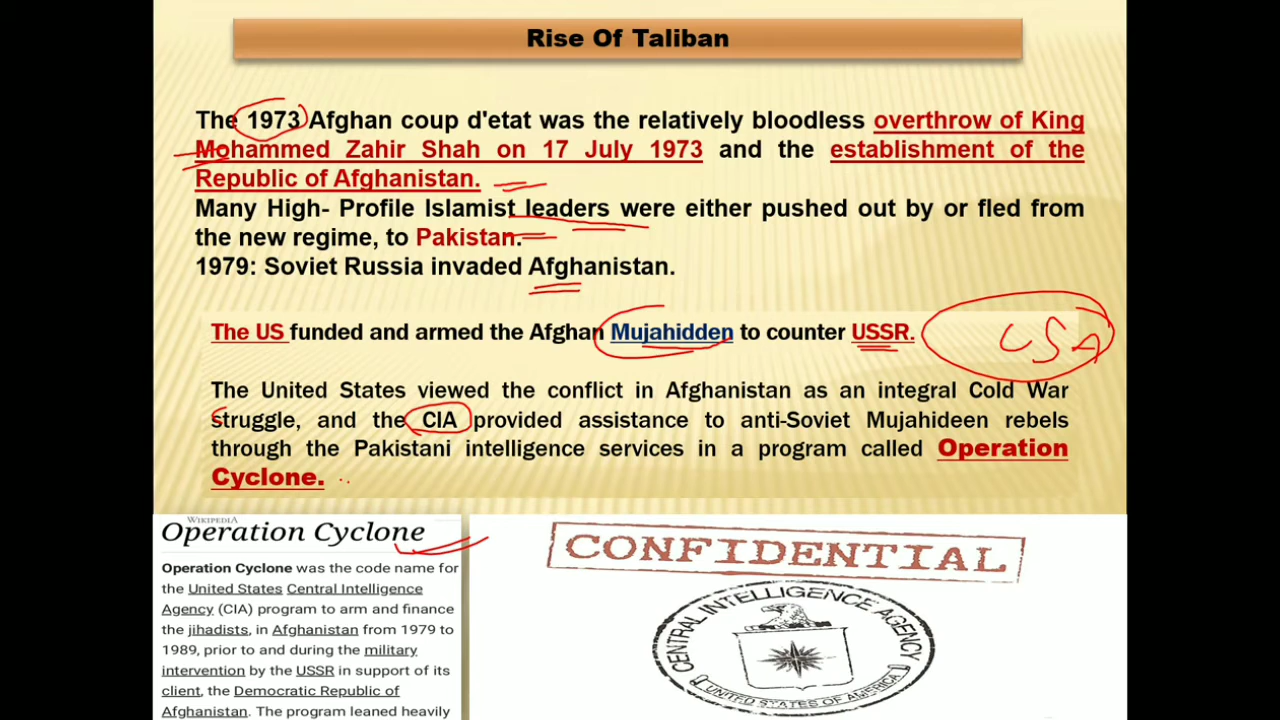 Rise Of Taliban
The 1973 Afghan coup d'etat was the relatively bloodless overthrow of King
Mohammed Zahir Shah on 17 July 1973 and the establishment of the
Republic of Afghanistan.
Many High- Profile Islamist leaders were either pushed out by or fled from
the new regime, to Pakistan.
1979: Soviet Russia invaded Afghanistan.
The US funded and armed the Afghan Mujahidden to counter USSR.
The United States viewed the conflict in Afghanistan as an integral Cold War
struggle, and the CIA provided assistance to anti-Soviet Mujahideen rebels
through the Pakistani intelligence services in a program called Operation
Cyclone.
WIKIPEDIA
Operation Cyclone
Operation Cyclone was the code name for
the United States Central Intelligence
Agency (CIA) program to arm and finance
the jihadists, in Afghanistan from 1979 to
1989, prior to and during the military
intervention by the USSR in support of its
client, the Democratic Republic of
Afghanistan. The program leaned heavily
CONFIDENTIAL
CENTRAL INTELLIGENCE AGENCY
UNITED STATES OF AMERICA